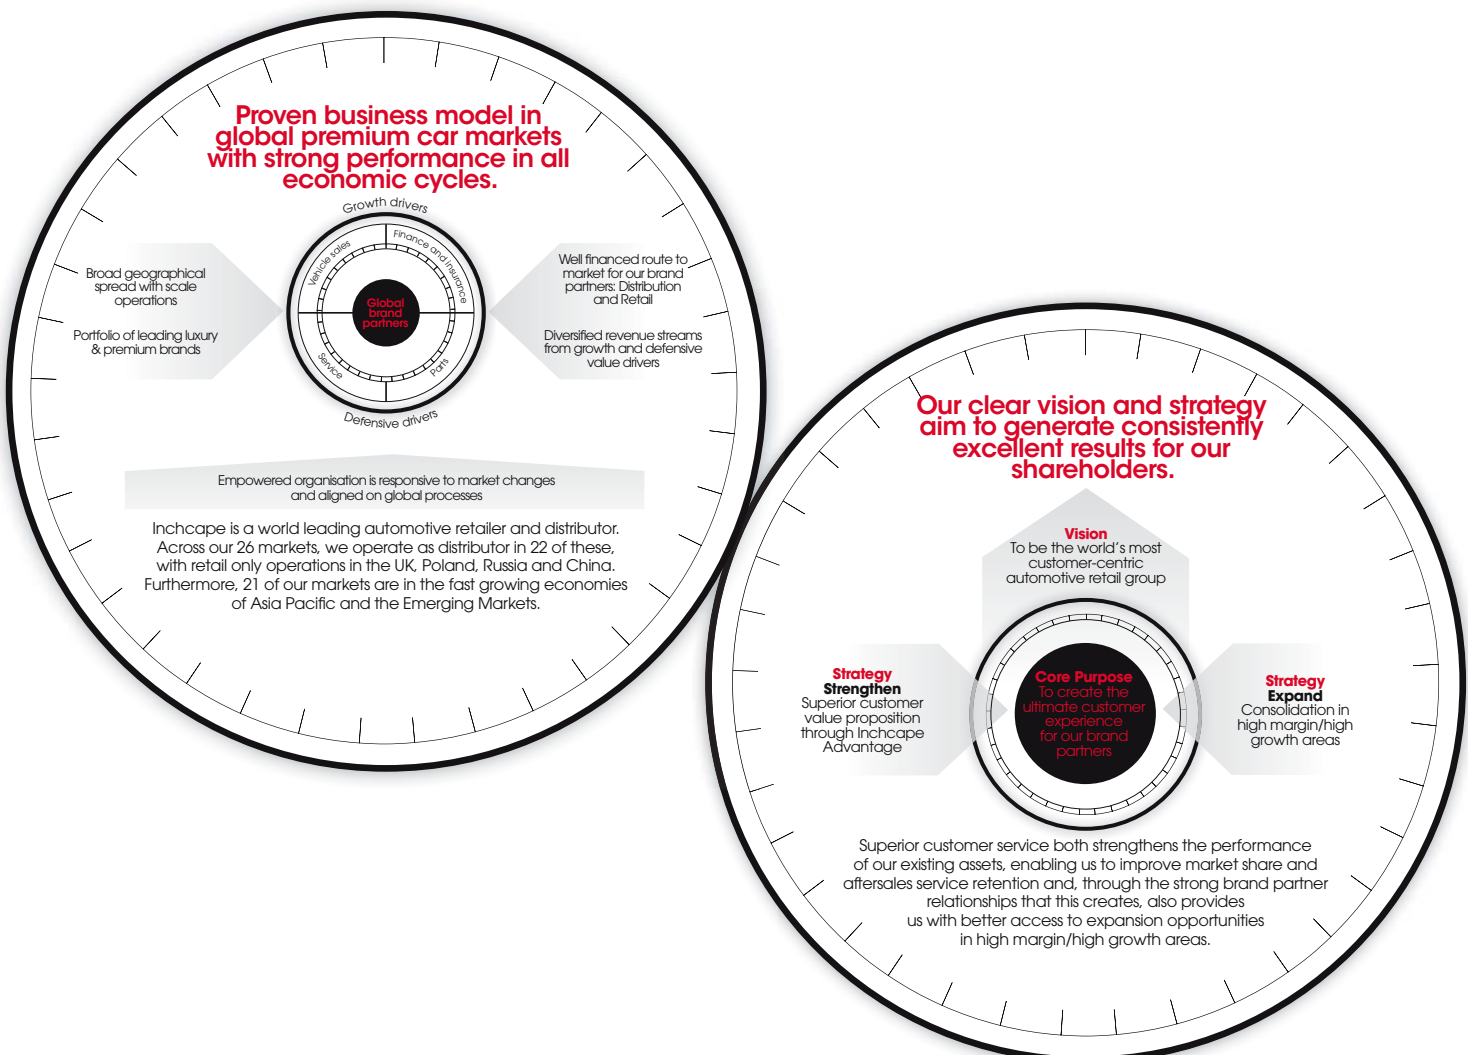 Proven business model in
global premium car markets
with strong performance in all
economic cycles.
Growth drivers
Vehicle sales
Finance and insurance
Global
brand
partners
Service
Parts
Defensive drivers
Broad geographical
spread with scale
operations
Portfolio of leading luxury
& premium brands
Well financed route to
market for our brand
partners: Distribution
and Retail
Diversified revenue streams
from growth and defensive
value drivers
Empowered organisation is responsive to market changes
and aligned on global processes
Inchcape is a world leading automotive retailer and distributor.
Across our 26 markets, we operate as distributor in 22 of these,
with retail only operations in the UK, Poland, Russia and China.
Furthermore, 21 of our markets are in the fast growing economies
of Asia Pacific and the Emerging Markets.
Our clear vision and strategy
aim to generate consistently
excellent results for our
shareholders.
Vision
To be the world's most
customer-centric
automotive retail group
Strategy
Strengthen
Superior customer
value proposition
through Inchcape
Advantage
Core Purpose
To create the
ultimate customer
experience
for our brand
partners
Strategy
Expand
Consolidation in
high margin/high
growth areas
Superior customer service both strengthens the performance
of our existing assets, enabling us to improve market share and
aftersales service retention and, through the strong brand partner
relationships that this creates, also provides
us with better access to expansion opportunities
in high margin/high growth areas.